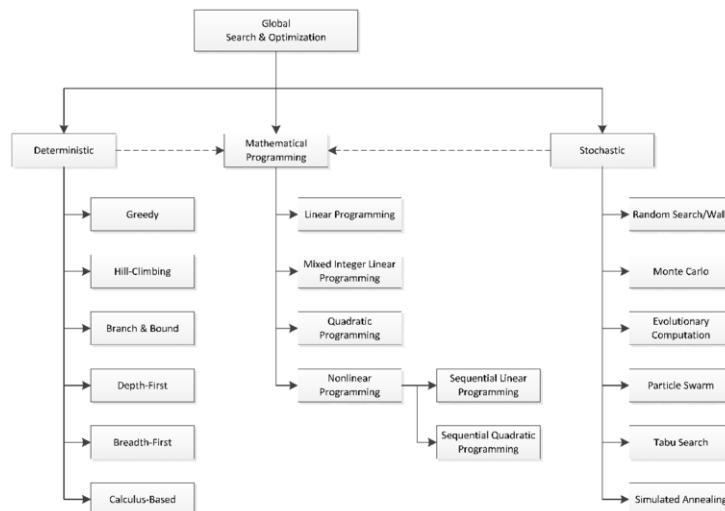 Global
Search & Optimization
Deterministic
Mathematical
Programming
Stochastic
Greedy
Linear Programming
Random Search/Wal
Hill-Climbing
Mixed Integer Linear
Programming
Monte Carlo
Branch & Bound
Quadratic
Programming
Evolutionary
Computation
Depth-First
Nonlinear
Programming
Sequential Linear
Programming
Particle Swarm
Breadth-First
Sequential Quadratic
Programming
Tabu Search
Calculus-Based
Simulated Annealing